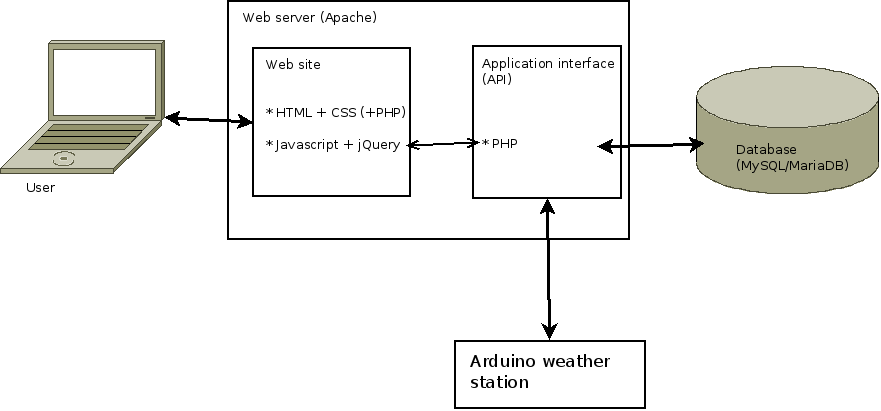 Web server (Apache)
Web site
* HTML + CSS (+PHP)
* Javascript + jQuery
Application interface
(API)
* PHP
Database
(MySQL/MariaDB)
User
Arduino weather
station